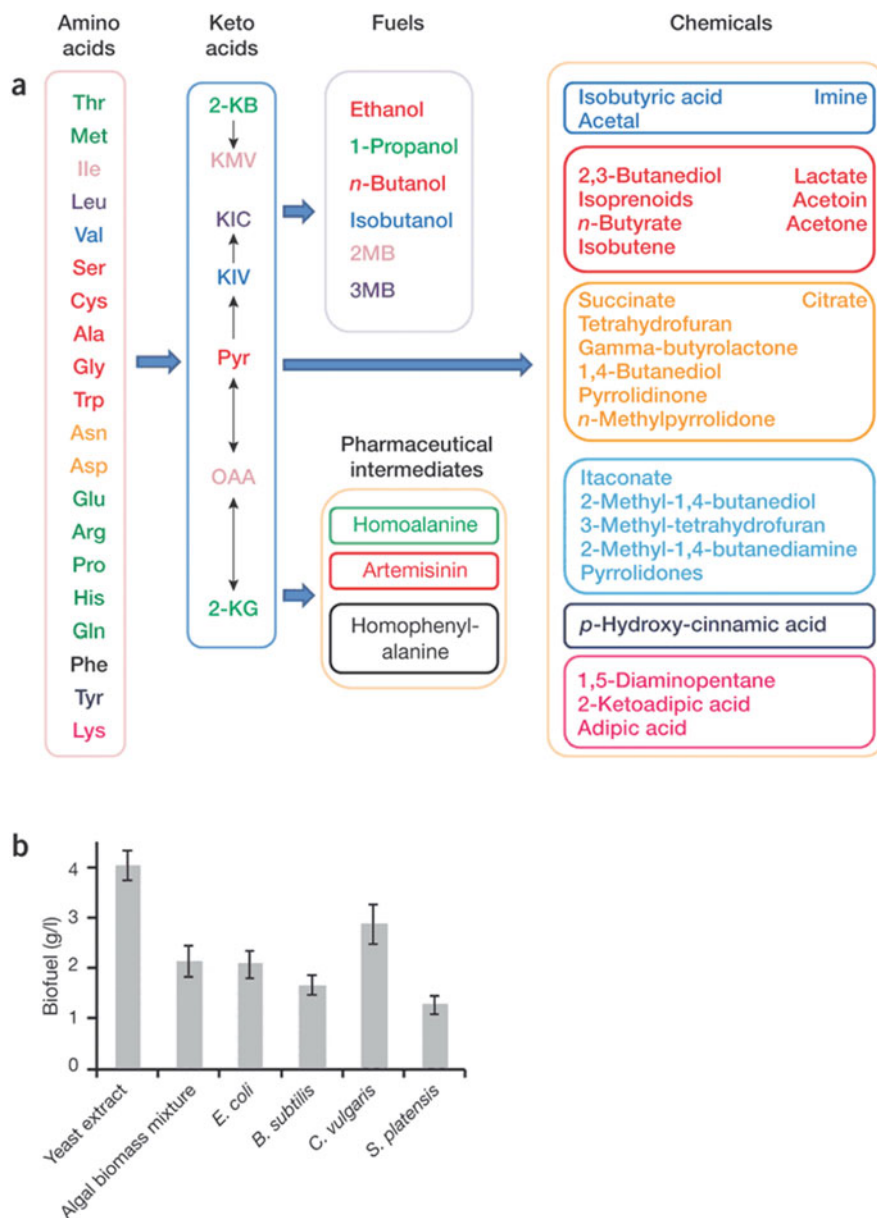 Amino acids
Keto acids
Fuels
Chemicals
a
Thr
Met
Ile
Leu
Val
Ser
Cys
Ala
Gly
Trp
Asn
Asp
Glu
Arg
Pro
His
Gln
Phe
Tyr
Lys
2-KB
KMV
KIC
KIV
Pyr
OAA
2-KG
Ethanol
1-Propanol
n-Butanol
Isobutanol
2MB
3MB
Pharmaceutical
intermediates
Homoalanine
Artemisinin
Homophenyl-
alanine
Isobutyric acid Imine
Acetal
2,3-Butanediol Lactate
Isoprenoids Acetoin
n-Butyrate Acetone
Isobutene
Succinate Citrate
Tetrahydrofuran
Gamma-butyrolactone
1,4-Butanediol
Pyrrolidinone
n-Methylpyrrolidone
Itaconate
2-Methyl-1,4-butanediol
3-Methyl-tetrahydrofuran
2-Methyl-1,4-butanediamine
Pyrrolidones
p-Hydroxy-cinnamic acid
1,5-Diaminopentane
2-Ketoadipic acid
Adipic acid
b
Biofuel (g/l)
4
3
2
1
0
Yeast extract
Algal biomass mixture
E. coli
B. subtilis
C. vulgaris
S. platensis